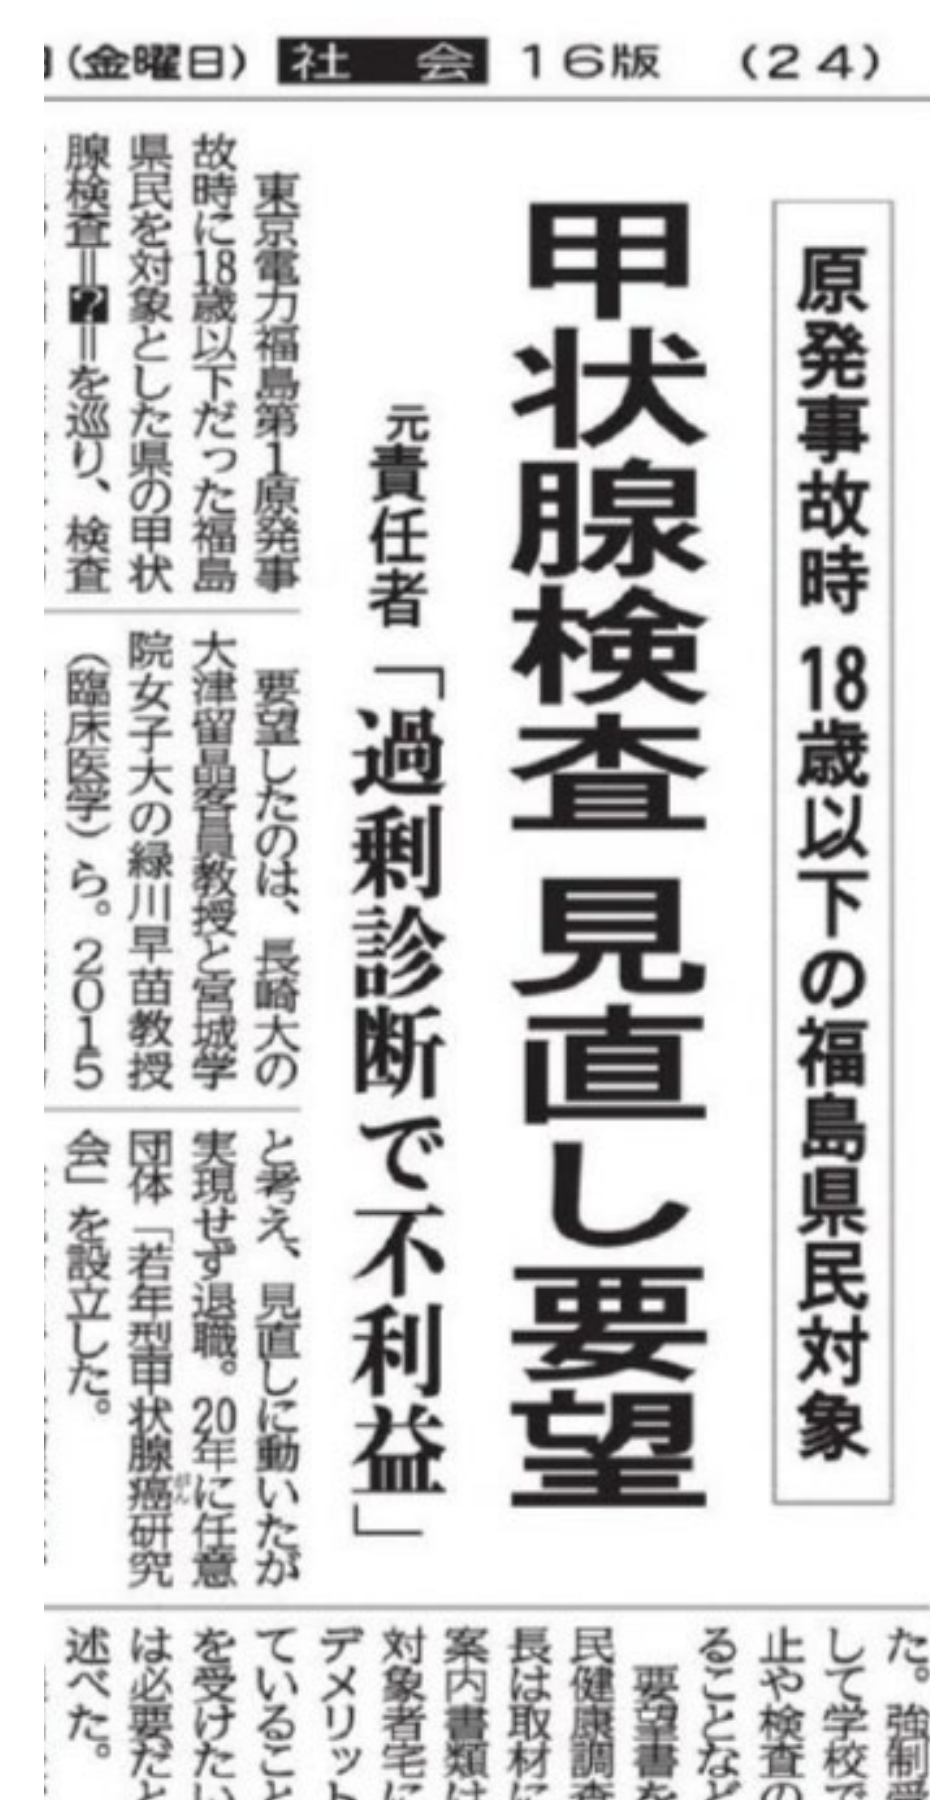 (金曜日) 社 会 16版 (24)
原発事故時 18歳以下の福島県民対象
甲状腺検査 見直し要望
元責任者「過剰診断で不利益」
東京電力福島第1原発事
故時に18歳以下だった福島
県民を対象とした県の甲状
腺検査=?=を巡り、検査
要望したのは、長崎大の
大津留晶客員教授と宮城学
院女子大の緑川早苗教授
(臨床医学)ら。2015
と考え、見直しに動いたが
実現せず退職。20年に任意
団体「若年型甲状腺癌研究
がん
会」を設立した。
た。強制受
して学校で
止や検査の
ることなど
要望書を
民健康調査
長は取材に
案内書類は
対象者宅に
デメリット
ていること
を受けたい
は必要だと
述べた。